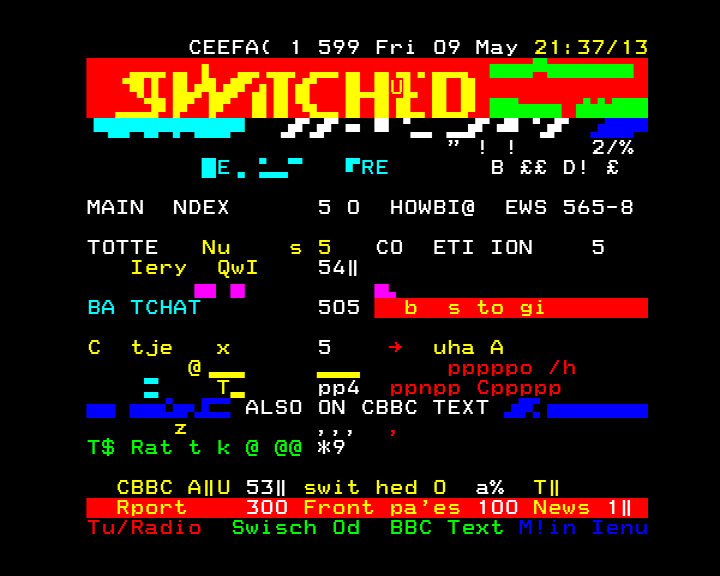 CEEFA( 1 599 Fri 09 May 21:37/13
SWITCHED
" ! ! 2/%
E RE B ££ D! £
MAIN NDEX 5 0 HOWBI@ EWS 565-8
TOTTE Nu s 5 CO ETI ION 5
Iery QwI 54‖
BA TCHAT 505 b s to gi
C tje x 5 → uha A
@ pppppo /h
T pp4 ppnpp Cppppp
ALSO ON CBBC TEXT
z ,,, ,
T$ Rat t k @ @@ *9
CBBC A‖U 53‖ swit hed O a% T‖
Rport 300 Front pa'es 100 News 1‖
Tu/Radio Swisch Od BBC Text M!in Ienu